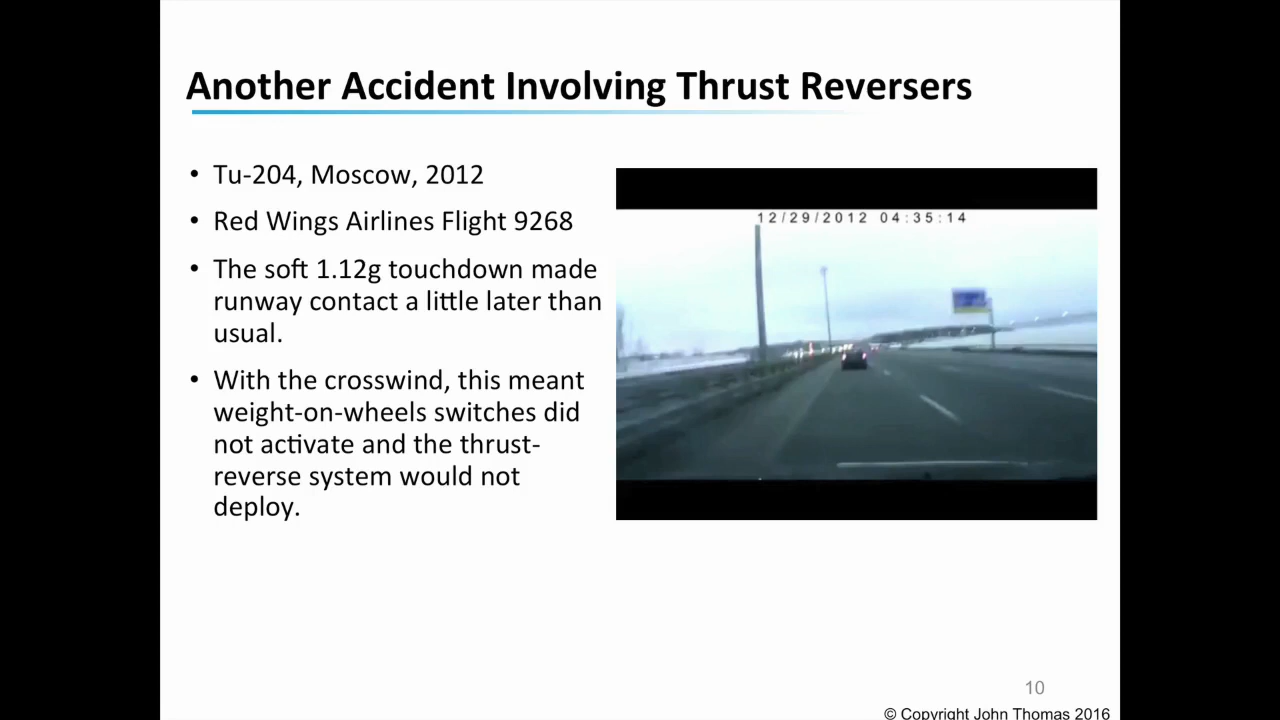 Another Accident Involving Thrust Reversers
• Tu-204, Moscow, 2012
• Red Wings Airlines Flight 9268
• The soft 1.12g touchdown made
runway contact a little later than
usual.
• With the crosswind, this meant
weight-on-wheels switches did
not activate and the thrust-
reverse system would not
deploy.
12/29/2012 04:35:14
10
© Copyright John Thomas 2016